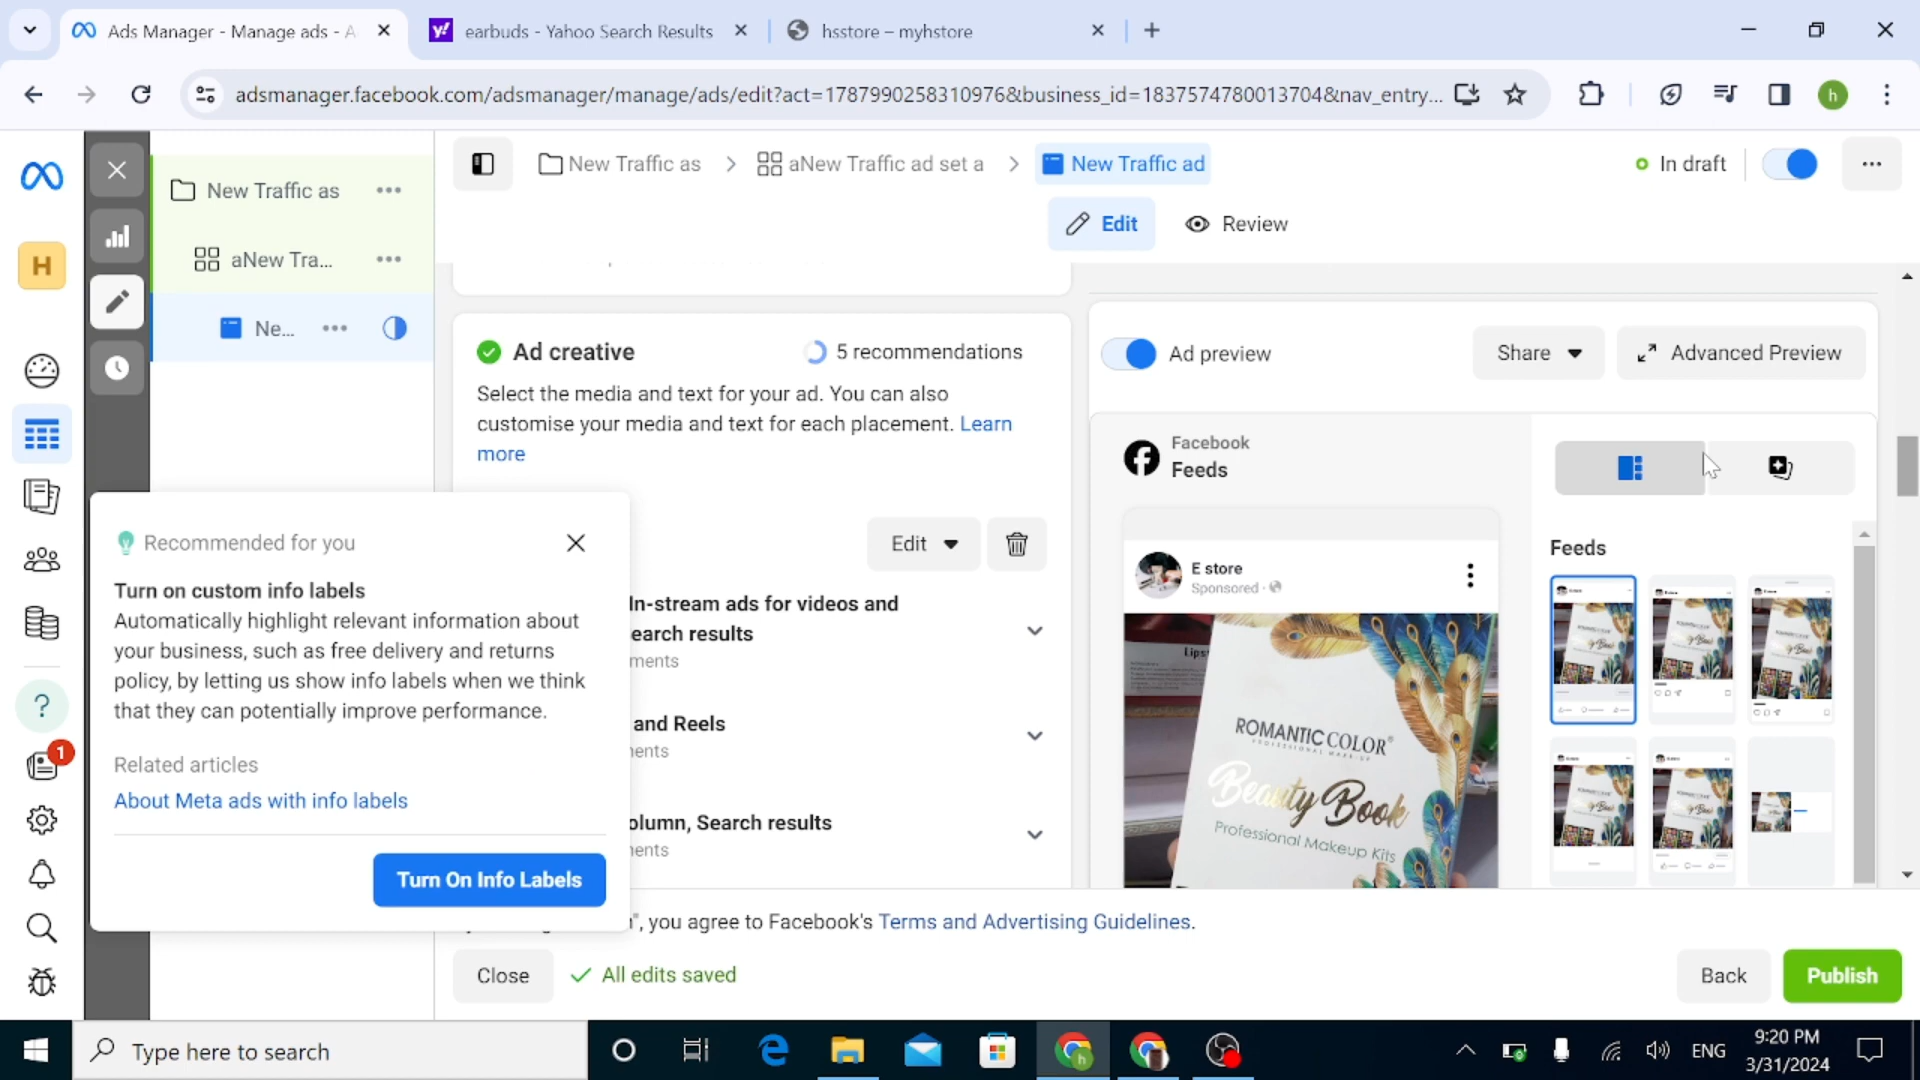 Ads Manager - Manage ads - A
earbuds - Yahoo Search Results
hsstore – myhstore
adsmanager.facebook.com/adsmanager/manage/ads/edit?act=1787990258310976&business_id=1837574780013704&nav_entry...
h
New Traffic as
aNew Traffic ad set a
New Traffic ad
In draft
Edit
Review
H
New Traffic as
aNew Tra...
Ne...
Ad creative
5 recommendations
Select the media and text for your ad. You can also
customise your media and text for each placement. Learn
more
Edit
In-stream ads for videos and
earch results
ments
and Reels
ents
olumn, Search results
ents
Ad preview
Share
Advanced Preview
Facebook
Feeds
E store
Sponsored
Lips
ROMANTIC COLOR®
PROFESSIONAL MAKE-UP
Beauty Book
Professional Makeup Kits
Feeds
Recommended for you
Turn on custom info labels
Automatically highlight relevant information about
your business, such as free delivery and returns
policy, by letting us show info labels when we think
that they can potentially improve performance.
Related articles
About Meta ads with info labels
Turn On Info Labels
1
", you agree to Facebook's Terms and Advertising Guidelines.
Close
All edits saved
Back
Publish
Type here to search
ENG
9:20 PM
3/31/2024